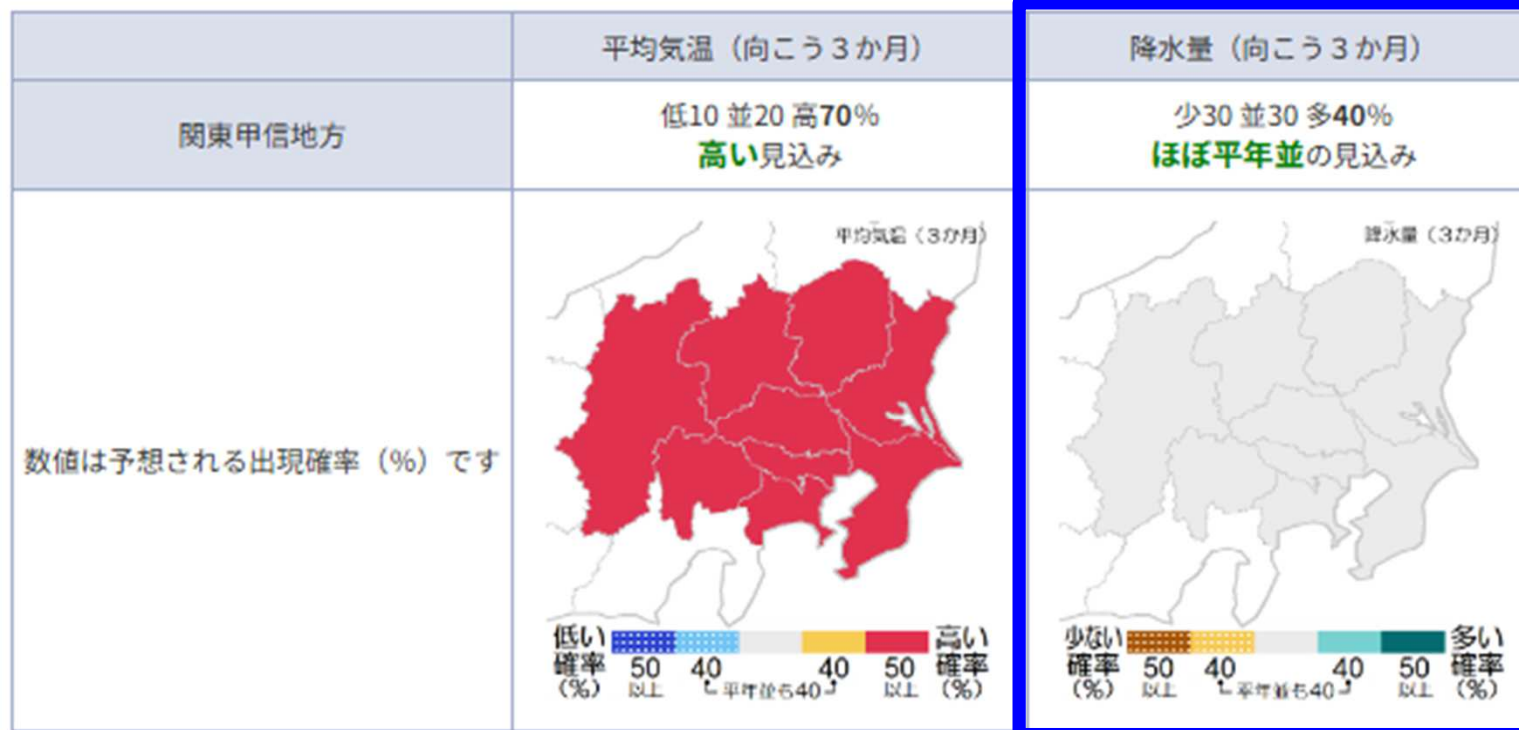 平均気温（向こう３か月）
降水量（向こう３か月）
関東甲信地方
低10 並20 高70%
高い見込み
少30 並30 多40%
ほぼ平年並の見込み
数値は予想される出現確率（%）です
平均気温（3か月）
低い
確率
(%)
50
以上
40
平年並も40
40
50
以上
高い
確率
(%)
降水量（3か月）
少ない
確率
(%)
50
以上
40
平年並も40
40
50
以上
多い
確率
(%)